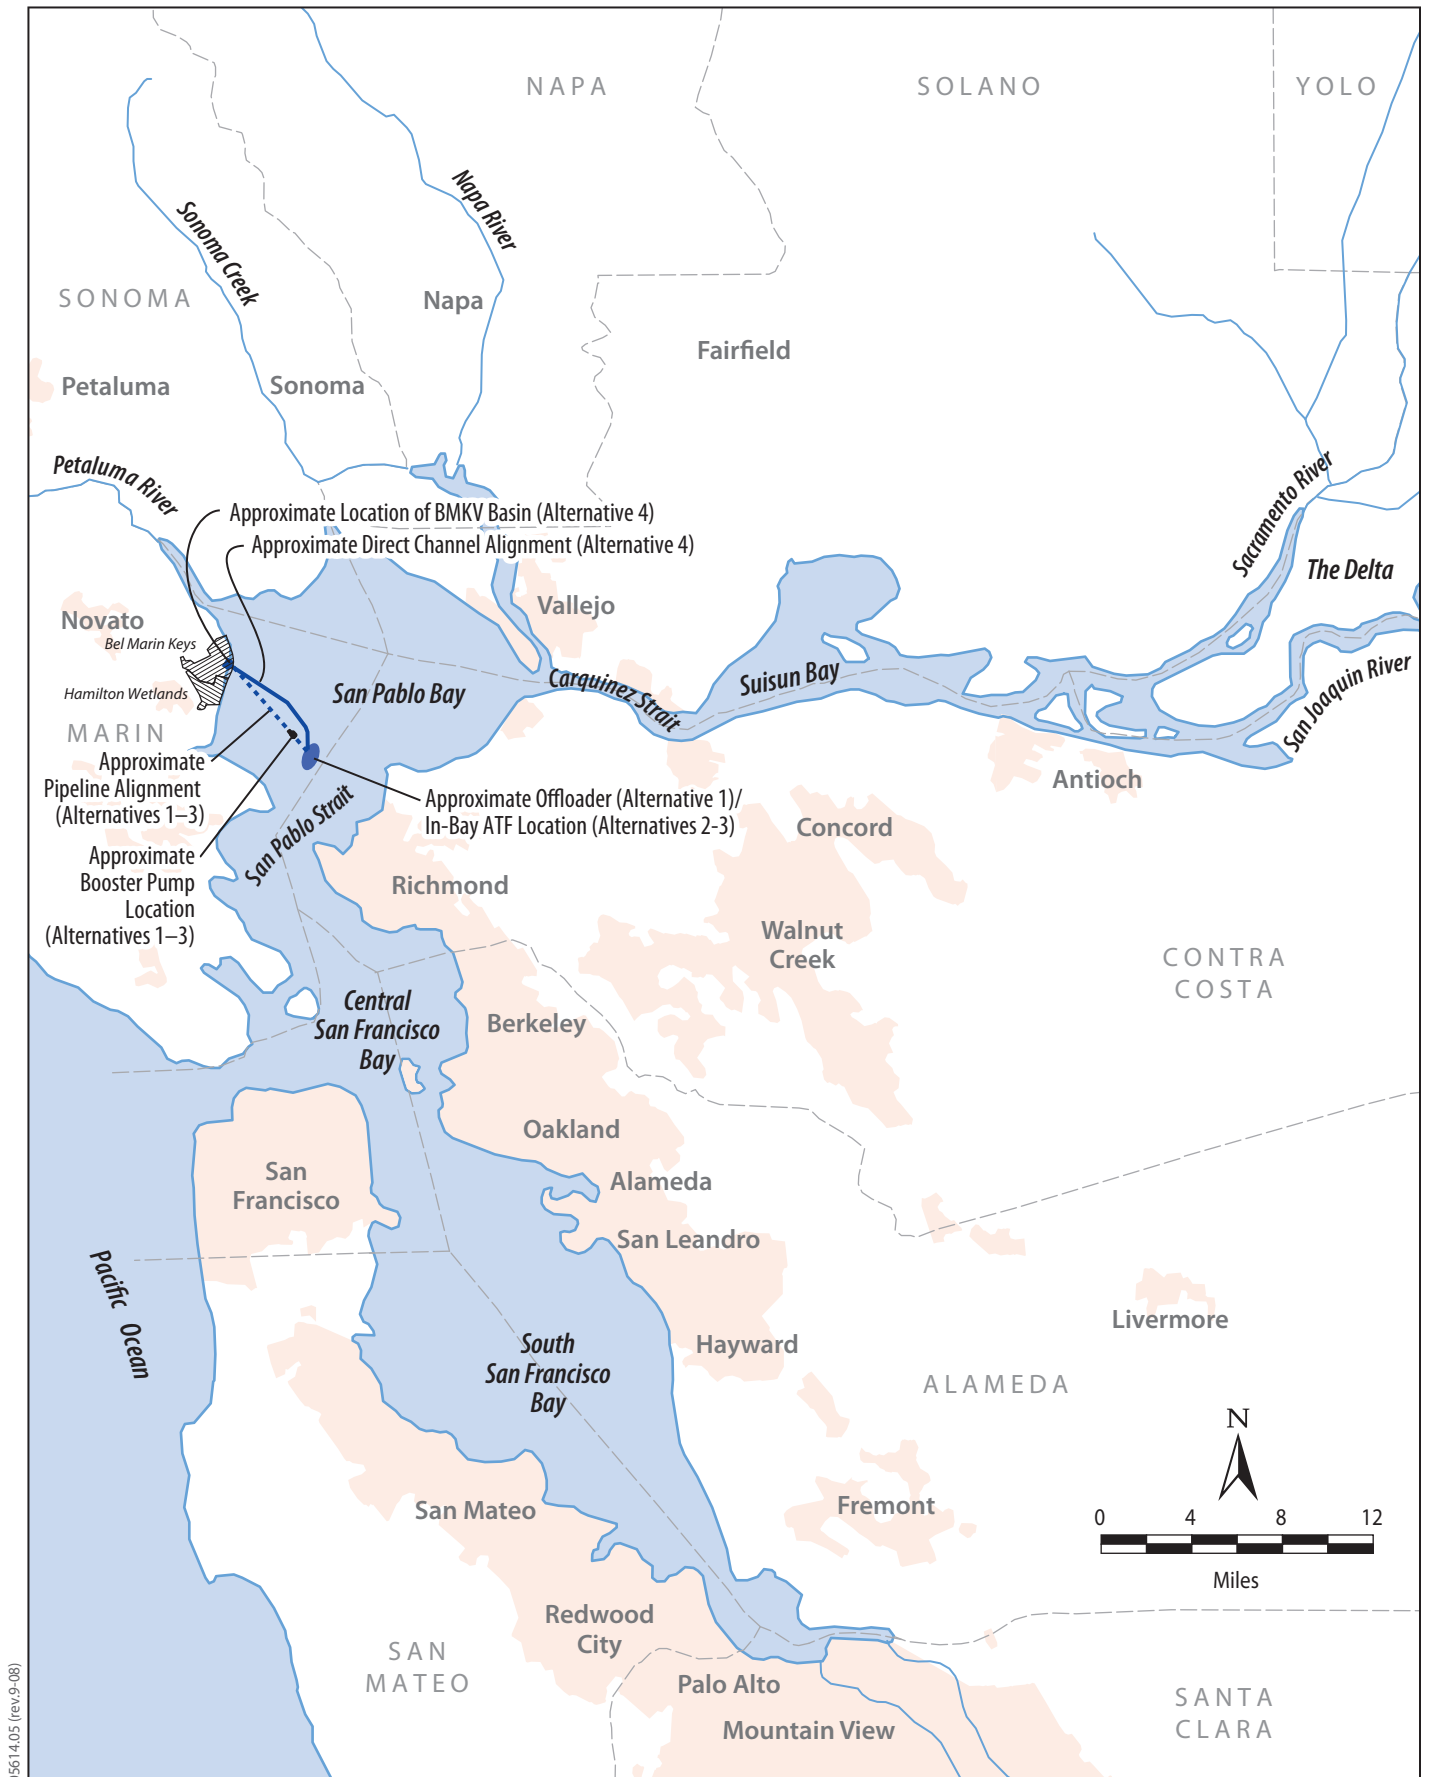 NAPA
SOLANO
YOLO
Napa River
Sonoma Creek
SONOMA
Napa
Fairfield
Petaluma
Sonoma
Petaluma River
Approximate Location of BMKV Basin (Alternative 4)
Approximate Direct Channel Alignment (Alternative 4)
Sacramento River
The Delta
Novato
Bel Marin Keys
Vallejo
Hamilton Wetlands
San Pablo Bay
Carquinez Strait
Suisun Bay
San Joaquin River
MARIN
Approximate
Pipeline Alignment
(Alternatives 1–3)
Approximate Offloader (Alternative 1)/
In-Bay ATF Location (Alternatives 2-3)
Antioch
San Pablo Strait
Concord
Approximate
Booster Pump
Location
(Alternatives 1–3)
Richmond
Walnut
Creek
CONTRA
COSTA
Central
San Francisco
Bay
Berkeley
Oakland
San
Francisco
Alameda
San Leandro
Pacific Ocean
Livermore
South
San Francisco
Bay
Hayward
ALAMEDA
N
San Mateo
Fremont
0 4 8 12
Miles
Redwood
City
SAN
MATEO
Palo Alto
SANTA
CLARA
Mountain View
05614.05 (rev.9-08)